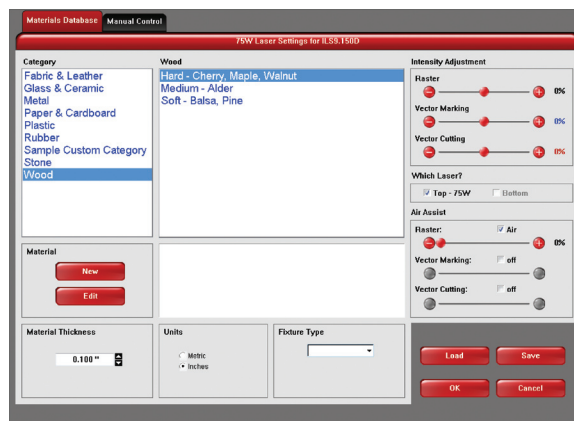 Materials Database
Manual Control
75W Laser Settings for ILS9.150D
Category
Fabric & Leather
Glass & Ceramic
Metal
Paper & Cardboard
Plastic
Rubber
Sample Custom Category
Stone
Wood
Wood
Hard - Cherry, Maple, Walnut
Medium - Alder
Soft - Balsa, Pine
Intensity Adjustment
Raster
0%
Vector Marking
0%
Vector Cutting
0%
Which Laser?
Top - 75W
Bottom
Air Assist
Raster:
Air
0%
Vector Marking:
off
Vector Cutting:
off
Material
New
Edit
Material Thickness
0.100 "
Units
Metric
Inches
Fixture Type
Load
Save
OK
Cancel